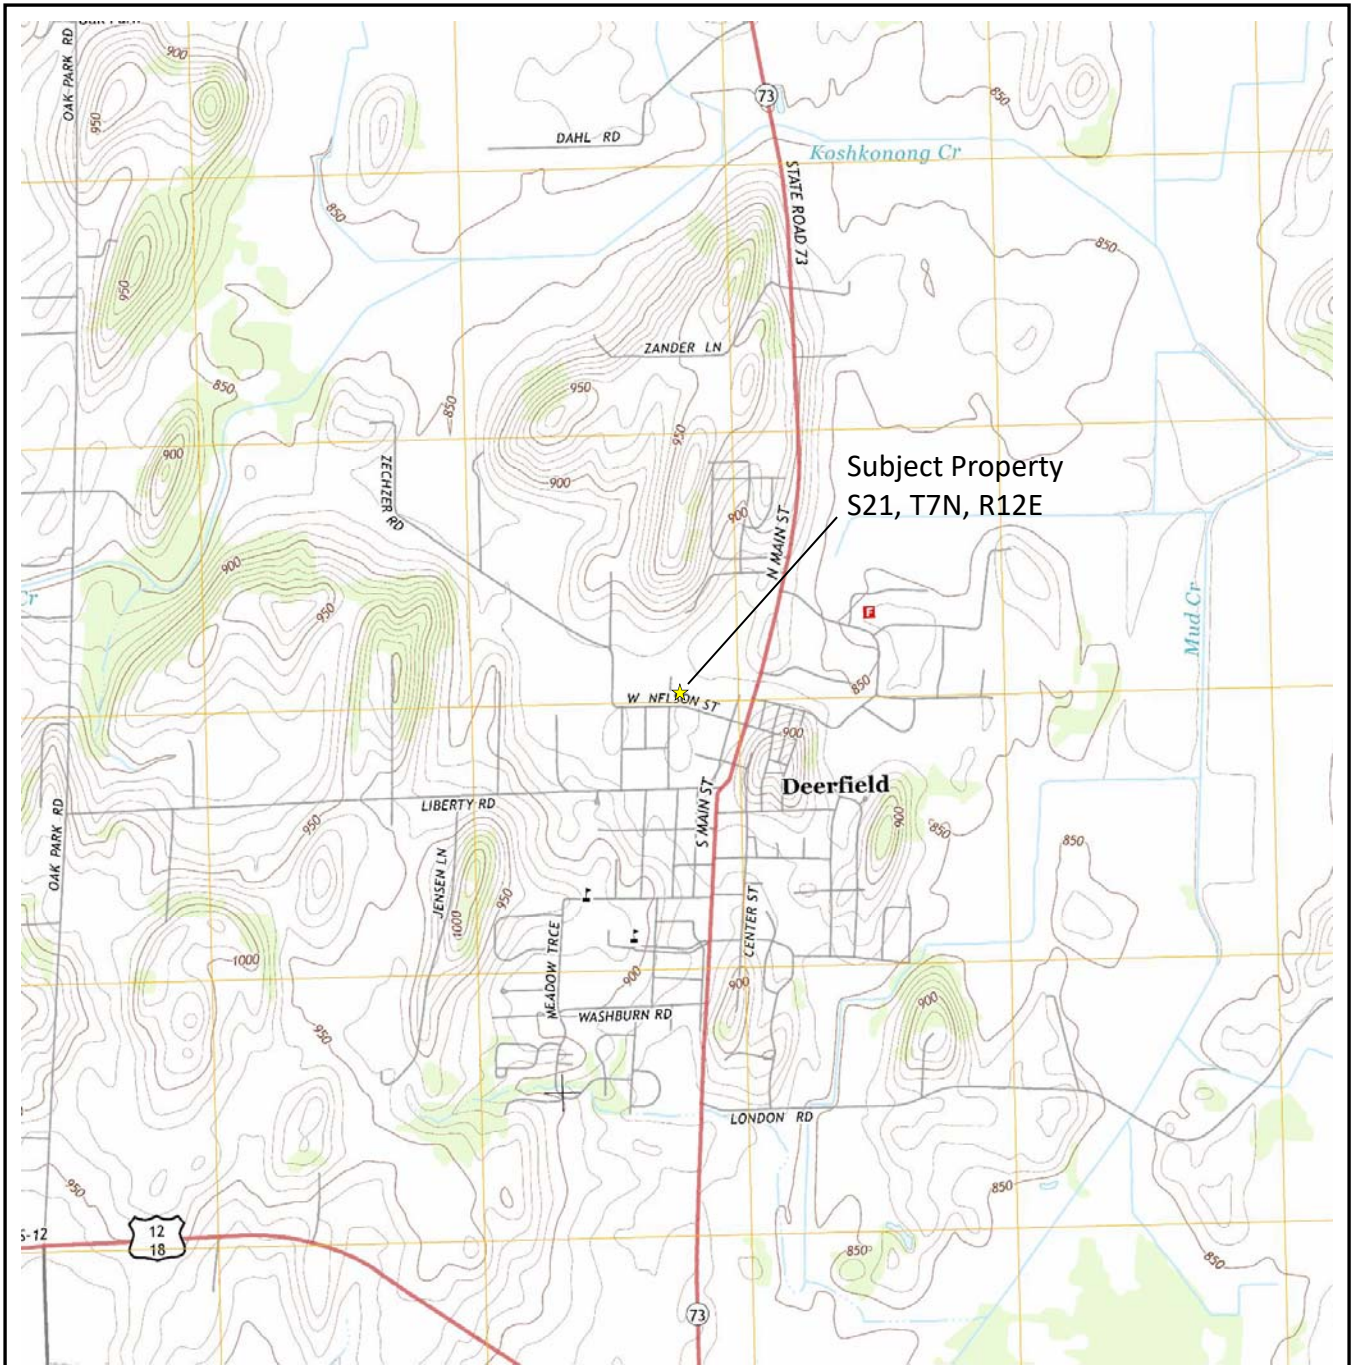 900
OAK PARK RD
950
73
850
DAHL RD
Koshkonong Cr
STATE ROAD 73
850
850
950
ZANDER LN
950
850
850
950
900
ZECHZER RD
900
900
N MAIN ST
Subject Property
S21, T7N, R12E
900
950
Cr
Mud Cr
850
W NELSON ST
900
Deerfield
LIBERTY RD
S MAIN ST
950
OAK PARK RD
900
850
850
JENSEN LN
950
1000
CENTER ST
MEADOW TRCE
1000
900
900
900
WASHBURN RD
950
LONDON RD
950
850
12
18
850
850
73
F